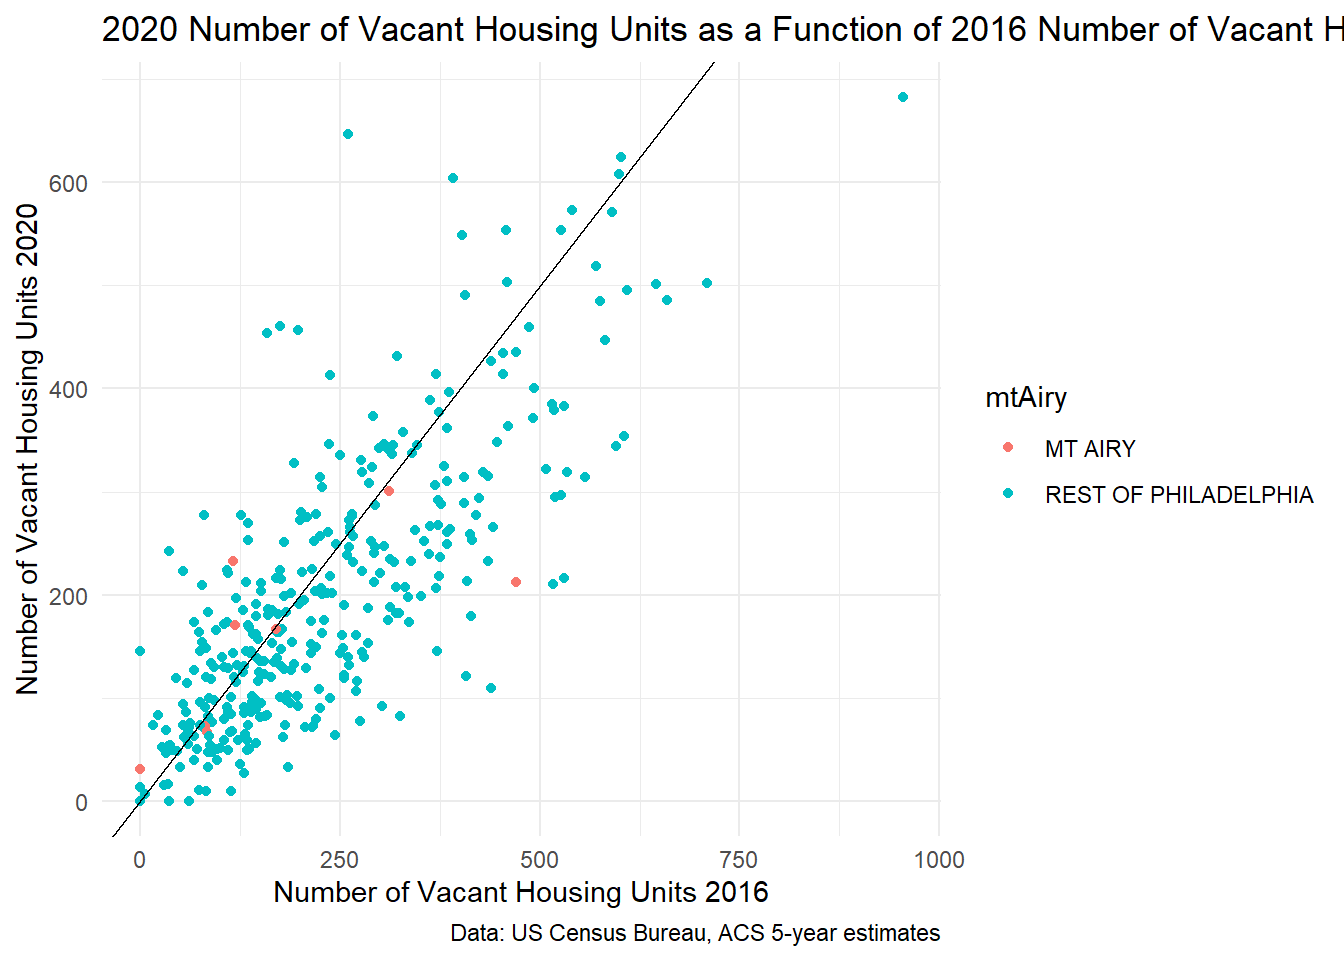 2020 Number of Vacant Housing Units as a Function of 2016 Number of Vacant H
Number of Vacant Housing Units 2020
600
400
200
0
0 250 500 750 1000
Number of Vacant Housing Units 2016
Data: US Census Bureau, ACS 5-year estimates
mtAiry
MT AIRY
REST OF PHILADELPHIA